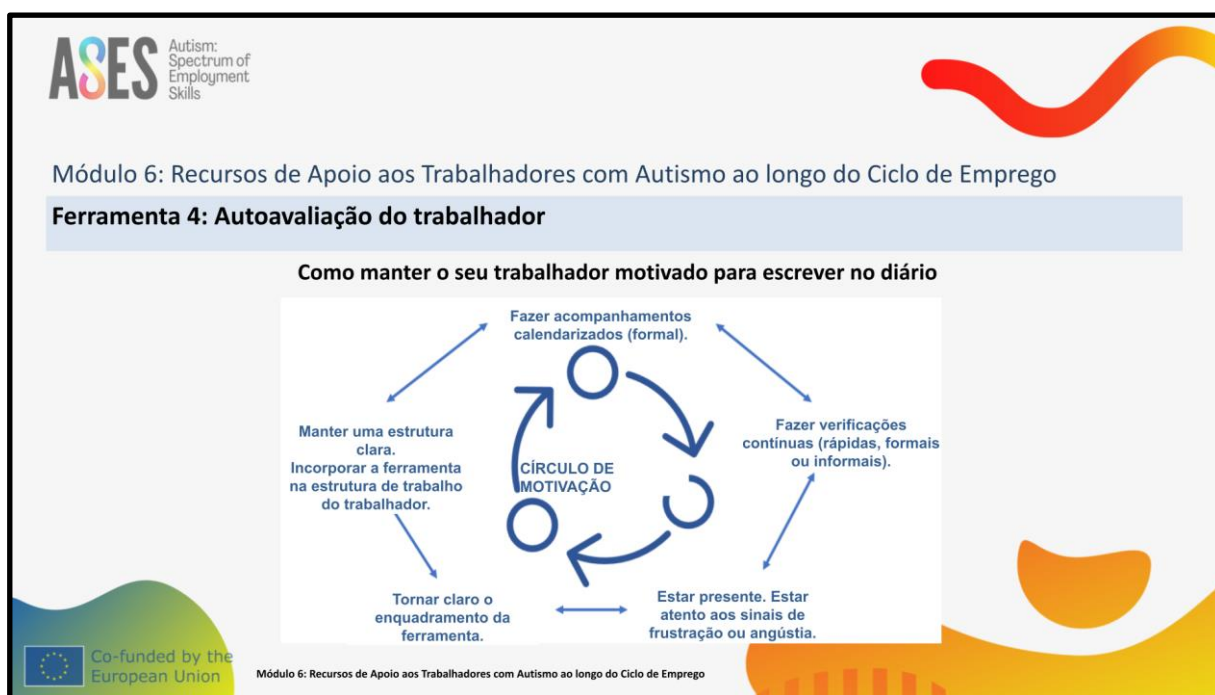 ASES
Autism:
Spectrum of
Employment
Skills
Módulo 6: Recursos de Apoio aos Trabalhadores com Autismo ao longo do Ciclo de Emprego
Ferramenta 4: Autoavaliação do trabalhador
Como manter o seu trabalhador motivado para escrever no diário
Fazer acompanhamentos
calendarizados (formal).
Fazer verificações
contínuas (rápidas, formais
ou informais).
Manter uma estrutura
clara.
Incorporar a ferramenta
na estrutura de trabalho
do trabalhador.
CÍRCULO DE
MOTIVAÇÃO
Tornar claro o
enquadramento da
ferramenta.
Estar presente. Estar
atento aos sinais de
frustração ou angústia.
Co-funded by the
European Union
Módulo 6: Recursos de Apoio aos Trabalhadores com Autismo ao longo do Ciclo de Emprego